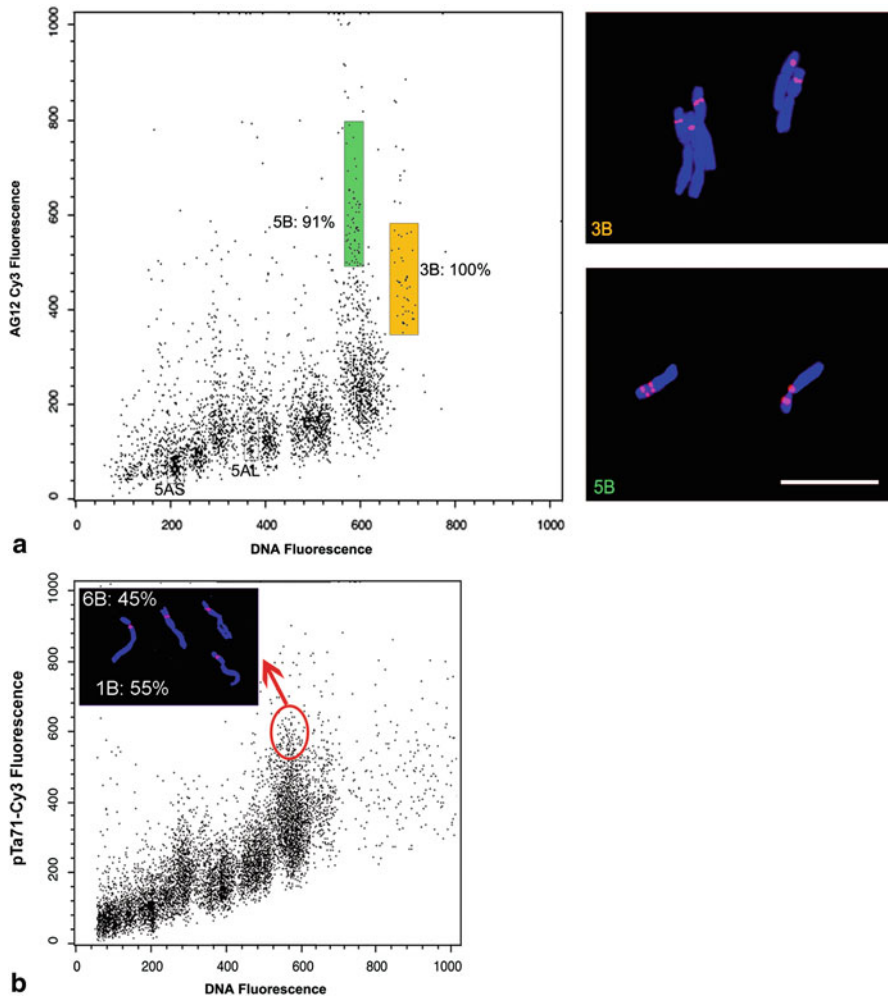 AG12 Cy3 Fluorescence
1000
800
600
400
200
0
5B: 91%
3B: 100%
5AS
5AL
0
200
400
600
800
1000
DNA Fluorescence
3B
5B
a
pTa71-Cy3 Fluorescence
1000
800
600
400
200
0
6B: 45%
1B: 55%
0
200
400
600
800
1000
DNA Fluorescence
b